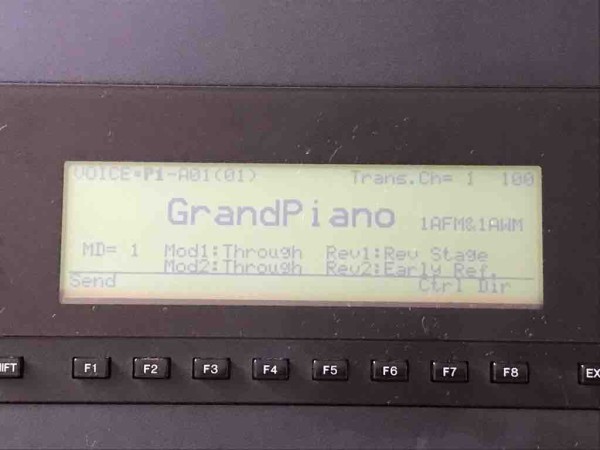 VOICE•P1-A01(01) Trans.Ch= 1 100
GrandPiano 1AFM&1AWM
MD= 1 Mod1:Through Rev1:Rev Stage
Mod2:Through Rev2:Early Ref.
Send Ctrl Dir
F1 F2 F3 F4 F5 F6 F7 F8